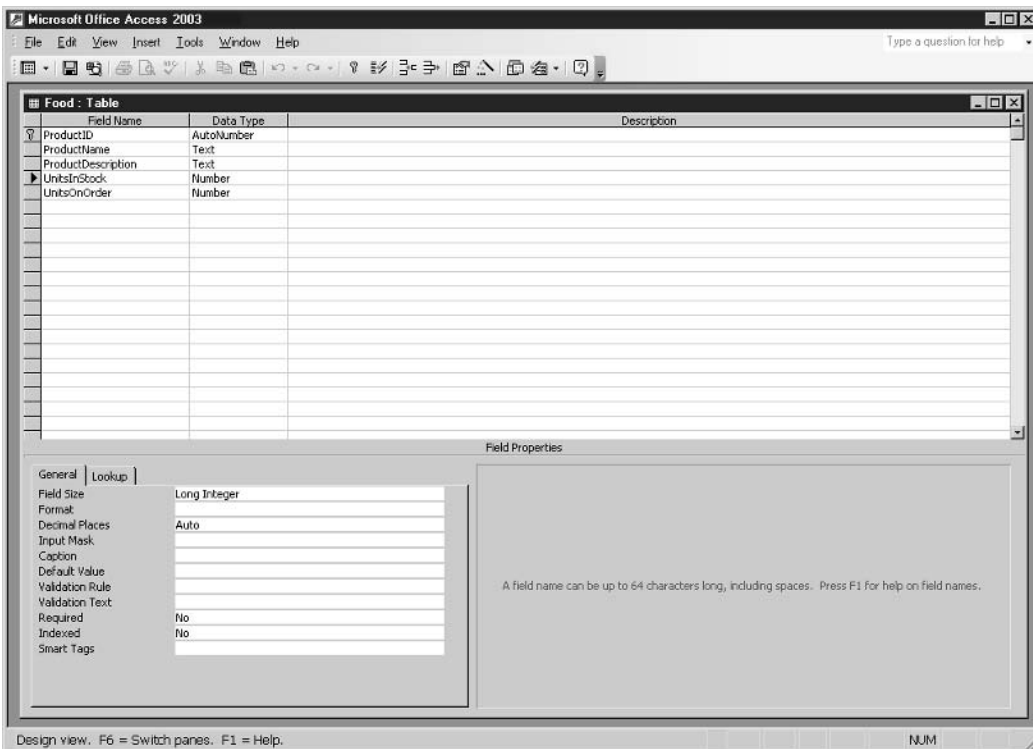 Microsoft Office Access 2003
File Edit View Insert Tools Window Help Type a question for help
Food : Table
Field Name Data Type Description
ProductID AutoNumber
ProductName Text
ProductDescription Text
UnitsInStock Number
UnitsOnOrder Number
Field Properties
General Lookup
Field Size Long Integer
Format
Decimal Places Auto
Input Mask
Caption
Default Value
Validation Rule
Validation Text
Required No
Indexed No
Smart Tags
A field name can be up to 64 characters long, including spaces. Press F1 for help on field names.
Design view. F6 = Switch panes. F1 = Help. NUM